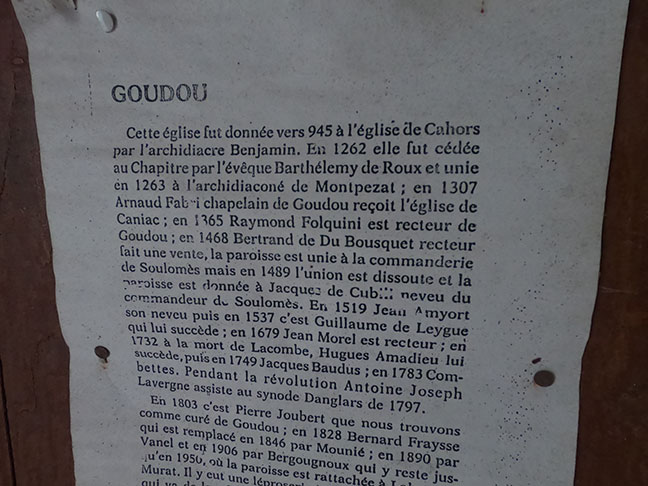 GOUDOU
Cette église fut donnée vers 945 à l'église de Cahors
par l'archidiacre Benjamin. En 1262 elle fut cédée
au Chapitre par l'évêque Barthélemy de Roux et unie
en 1263 à l'archidiaconé de Montpezat ; en 1307
Arnaud Fabri chapelain de Goudou reçoit l'église de
Caniac ; en 1365 Raymond Folquini est recteur de
Goudou ; en 1468 Bertrand de Du Bousquet recteur
fait une vente, la paroisse est unie à la commanderie
de Soulomès mais en 1489 l'union est dissoute et la
paroisse est donnée à Jacques de neveu du
commandeur de Soulomès. En 1519 Jean Amyort
son neveu puis en 1537 c'est Guillaume de Leygue
qui lui succède ; en 1679 Jean Morel est recteur ; en
1732 à la mort de Lacombe, Hugues Amadieu lui
succède, puis en 1749 Jacques Baudus ; en 1783 Com-
bettes. Pendant la révolution Antoine Joseph
Lavergne assiste au synode Danglars de 1797.
En 1803 c'est Pierre Joubert que nous trouvons
comme curé de Goudou ; en 1828 Bernard Fraysse
qui est remplacé en 1846 par Mounié ; en 1890 par
Vanel et en 1906 par Bergougnoux qui y reste jus-
qu'en 1950, où la paroisse est rattachée à
Murat. Il y eut une
qui